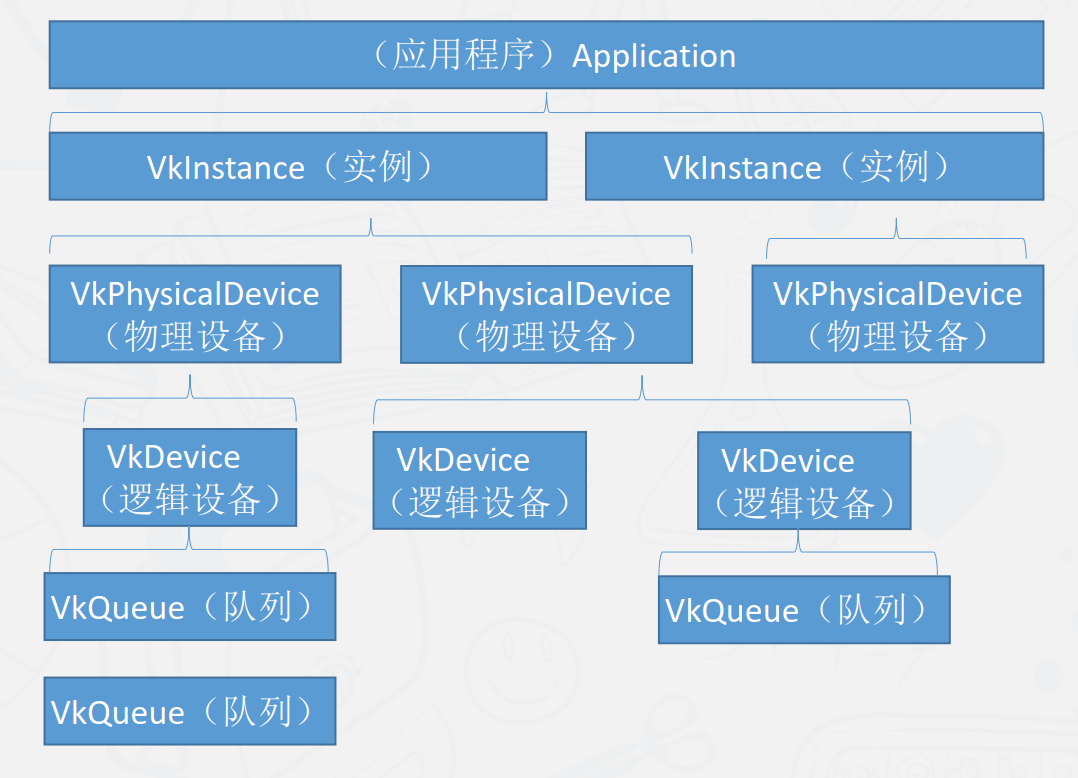 （应用程序）Application
VkInstance（实例）
VkInstance（实例）
VkPhysicalDevice
（物理设备）
VkPhysicalDevice
（物理设备）
VkPhysicalDevice
（物理设备）
VkDevice
（逻辑设备）
VkDevice
（逻辑设备）
VkDevice
（逻辑设备）
VkQueue（队列）
VkQueue（队列）
VkQueue（队列）